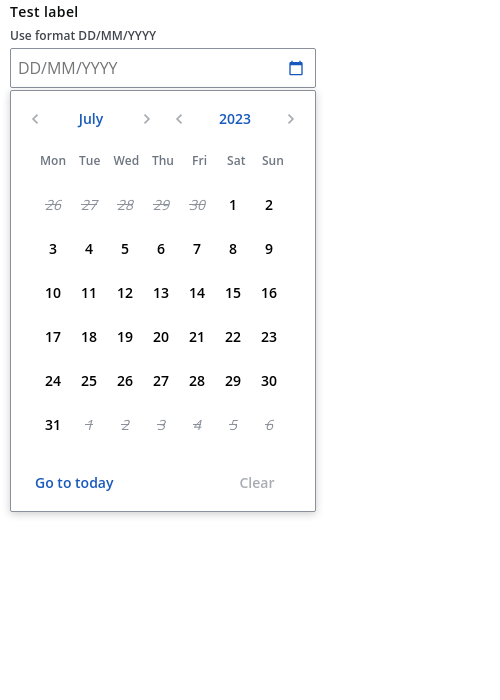 Test label
Use format DD/MM/YYYY
DD/MM/YYYY
July 2023
Mon Tue Wed Thu Fri Sat Sun
26 27 28 29 30 1 2
3 4 5 6 7 8 9
10 11 12 13 14 15 16
17 18 19 20 21 22 23
24 25 26 27 28 29 30
31 1 2 3 4 5 6
Go to today Clear